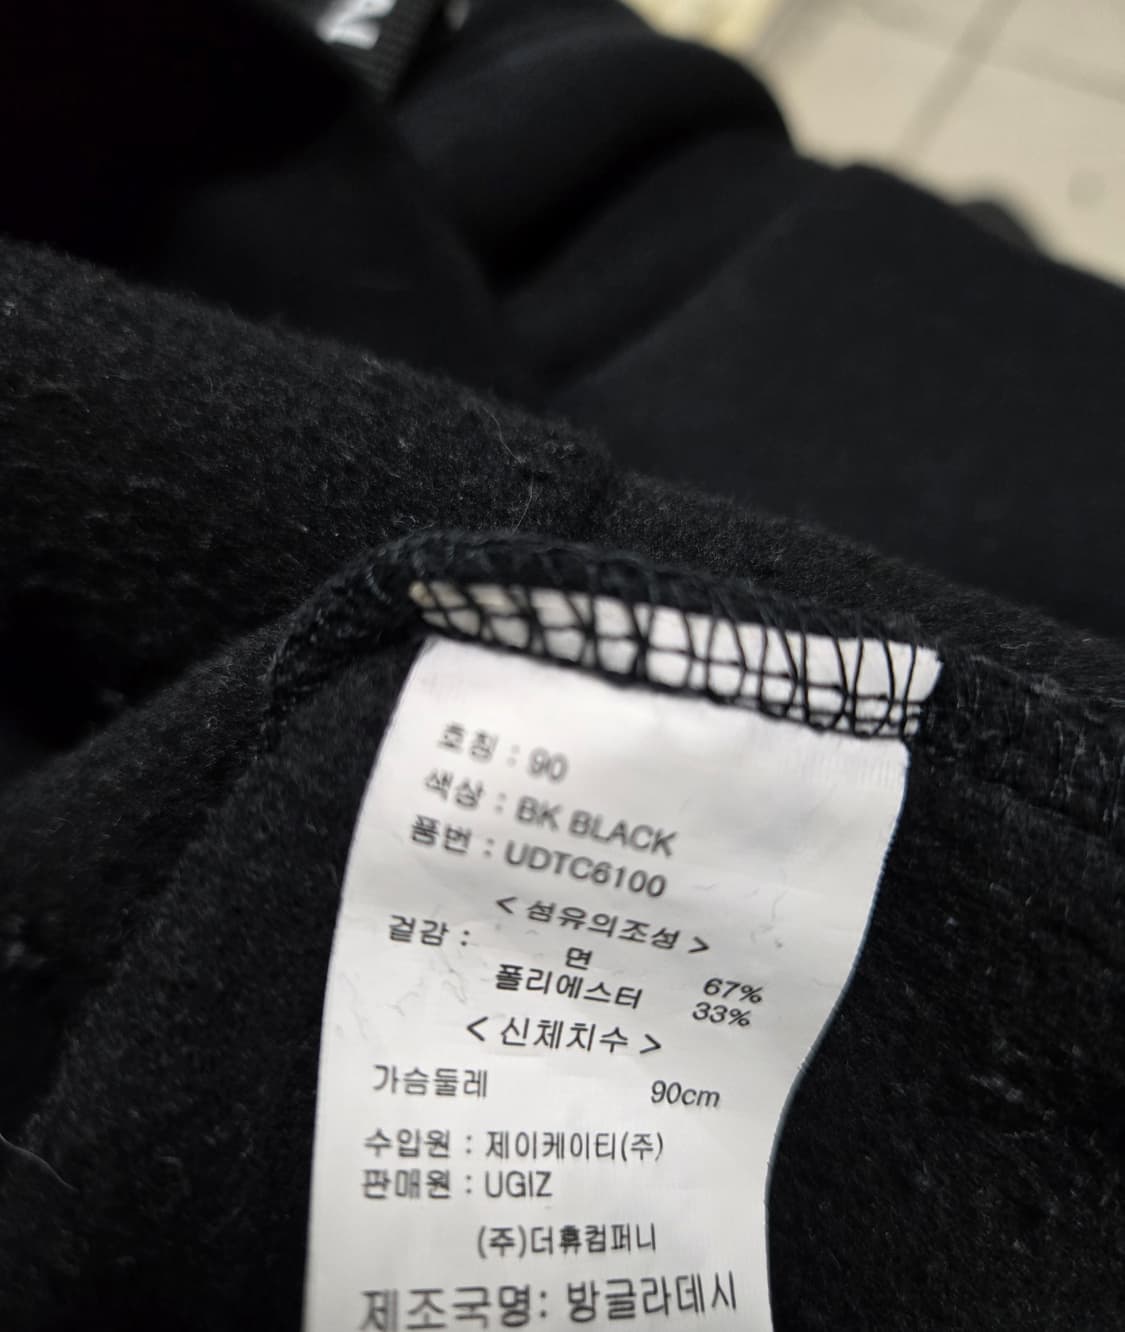 호칭 : 90
색상 : BK BLACK
품번 : UDTC6100
< 섬유의조성 >
겉감 : 면 67%
폴리에스터 33%
< 신체치수 >
가슴둘레 90cm
수입원 : 제이케이티(주)
판매원 : UGIZ
(주)더휴컴퍼니
제조국명: 방글라데시